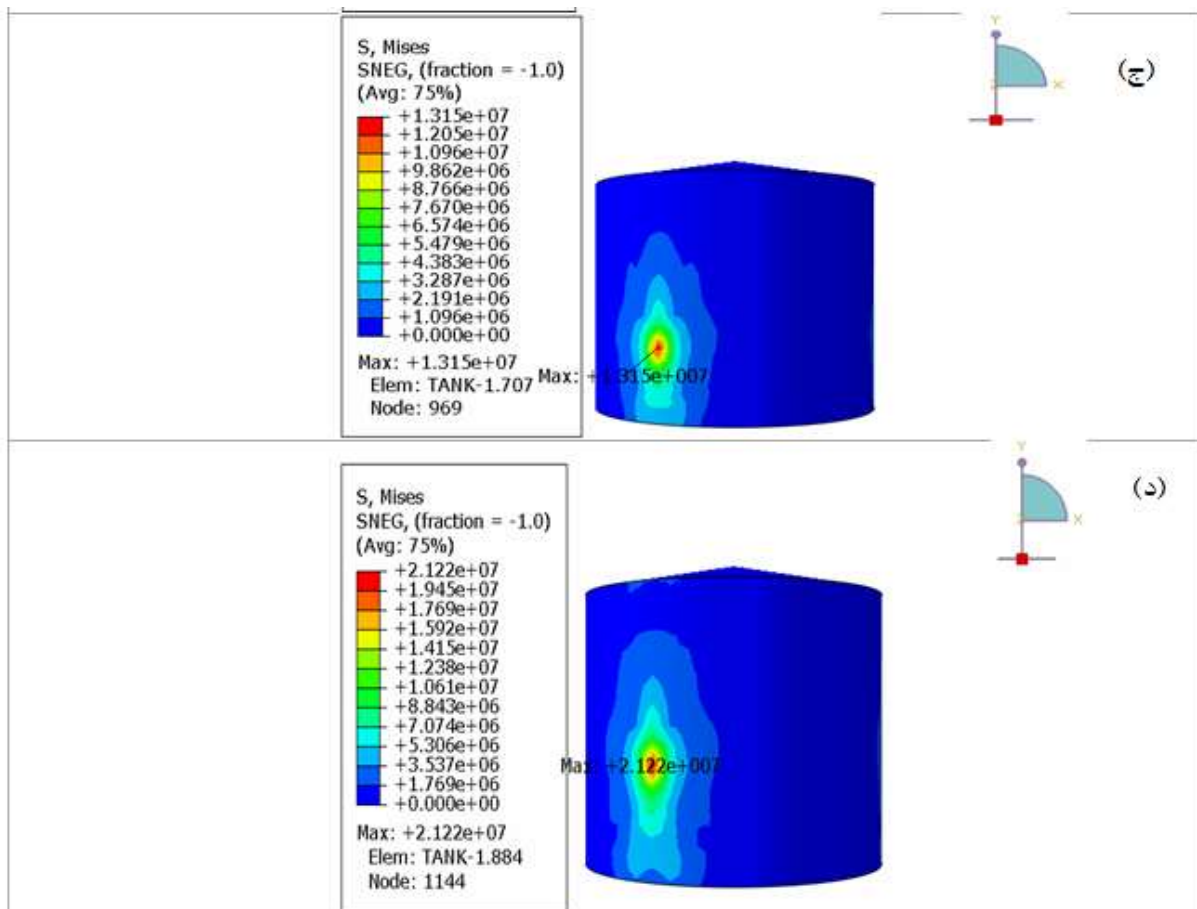 S, Mises
SNEG, (fraction = -1.0)
(Avg: 75%)
+1.315e+07
+1.205e+07
+1.096e+07
+9.862e+06
+8.766e+06
+7.670e+06
+6.574e+06
+5.479e+06
+4.383e+06
+3.287e+06
+2.191e+06
+1.096e+06
+0.000e+00
Max: +1.315e+07
Elem: TANK-1.707
Node: 969
Max: +1.315e+007
Y
X
Z
(ج)
S, Mises
SNEG, (fraction = -1.0)
(Avg: 75%)
+2.122e+07
+1.945e+07
+1.769e+07
+1.592e+07
+1.415e+07
+1.238e+07
+1.061e+07
+8.843e+06
+7.074e+06
+5.306e+06
+3.537e+06
+1.769e+06
+0.000e+00
Max: +2.122e+07
Elem: TANK-1.884
Node: 1144
Max: +2.122e+007
Y
X
Z
(د)